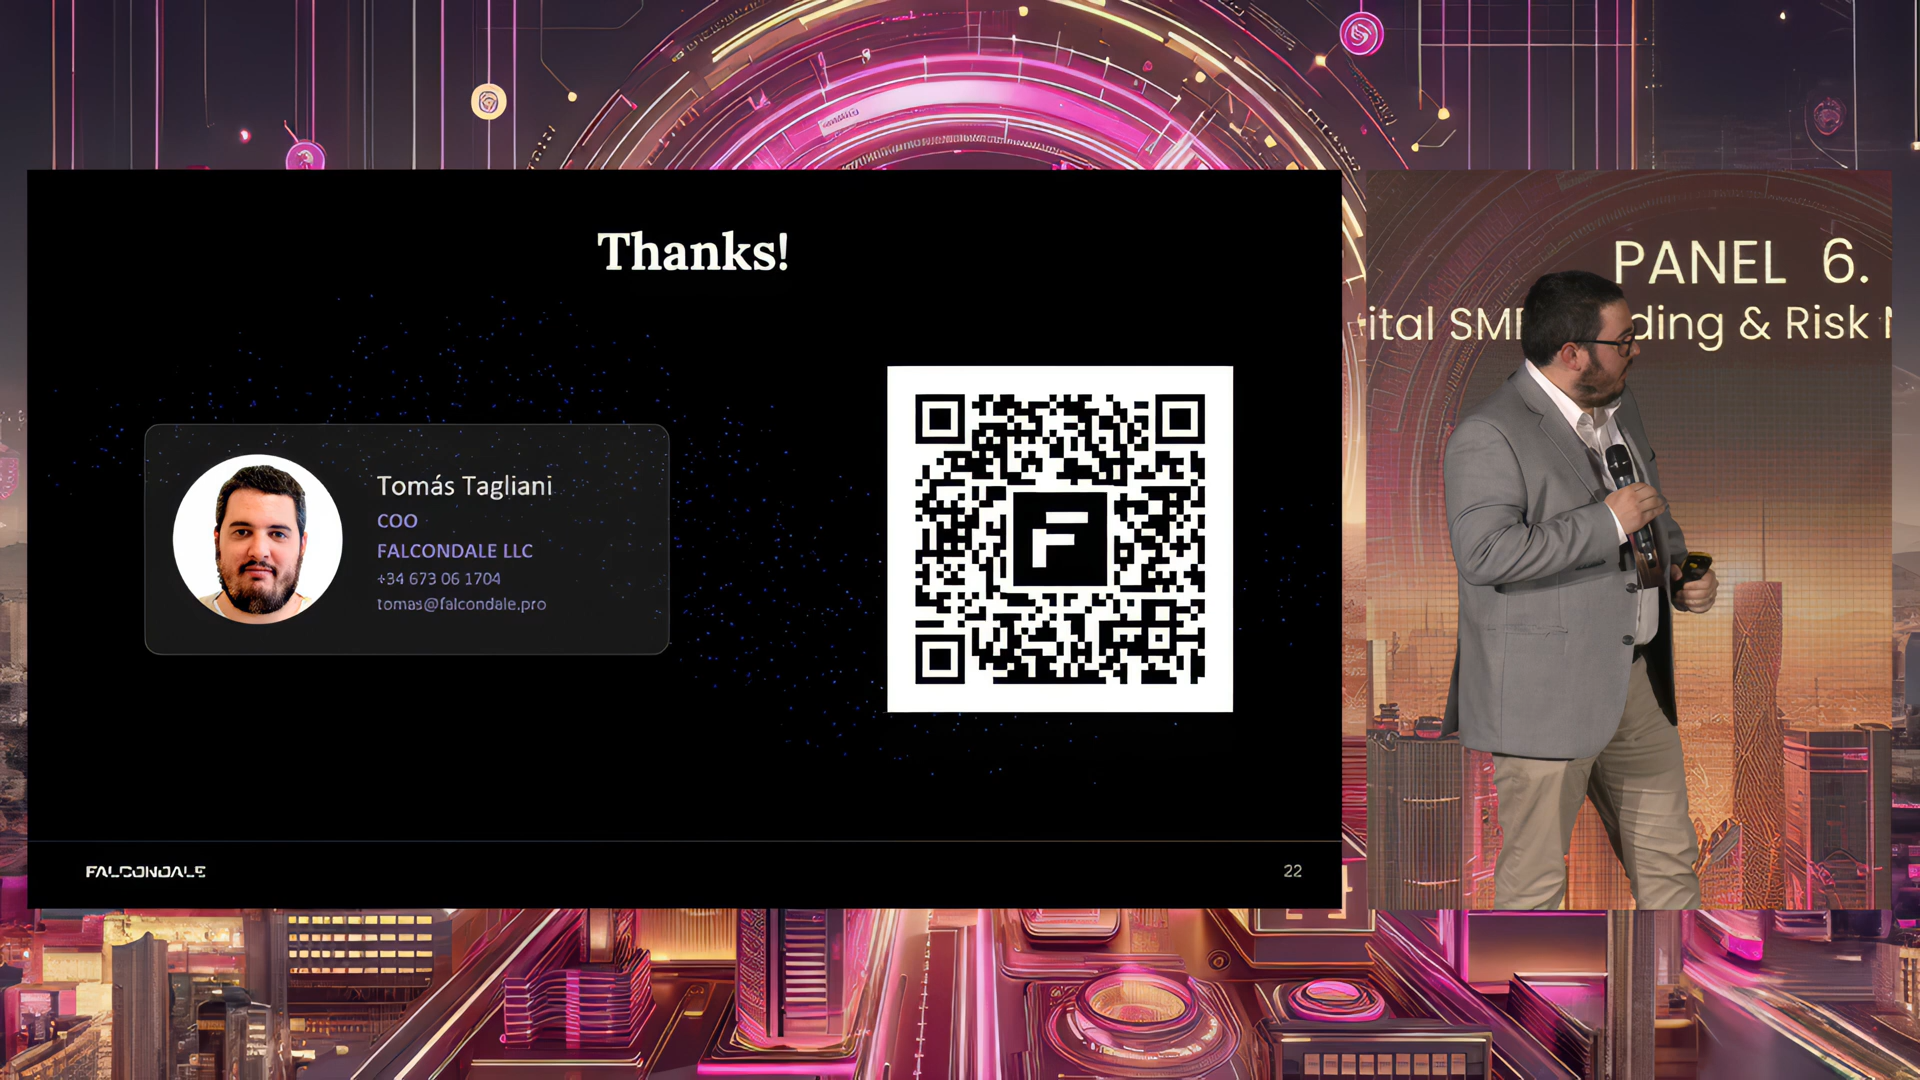 Thanks!
Tomás Tagliani
COO
FALCONDALE LLC
+34 673 06 1704
tomas@falcondale.pro
F
FALCONDALE
22
PANEL 6.
ital SM ding & Risk